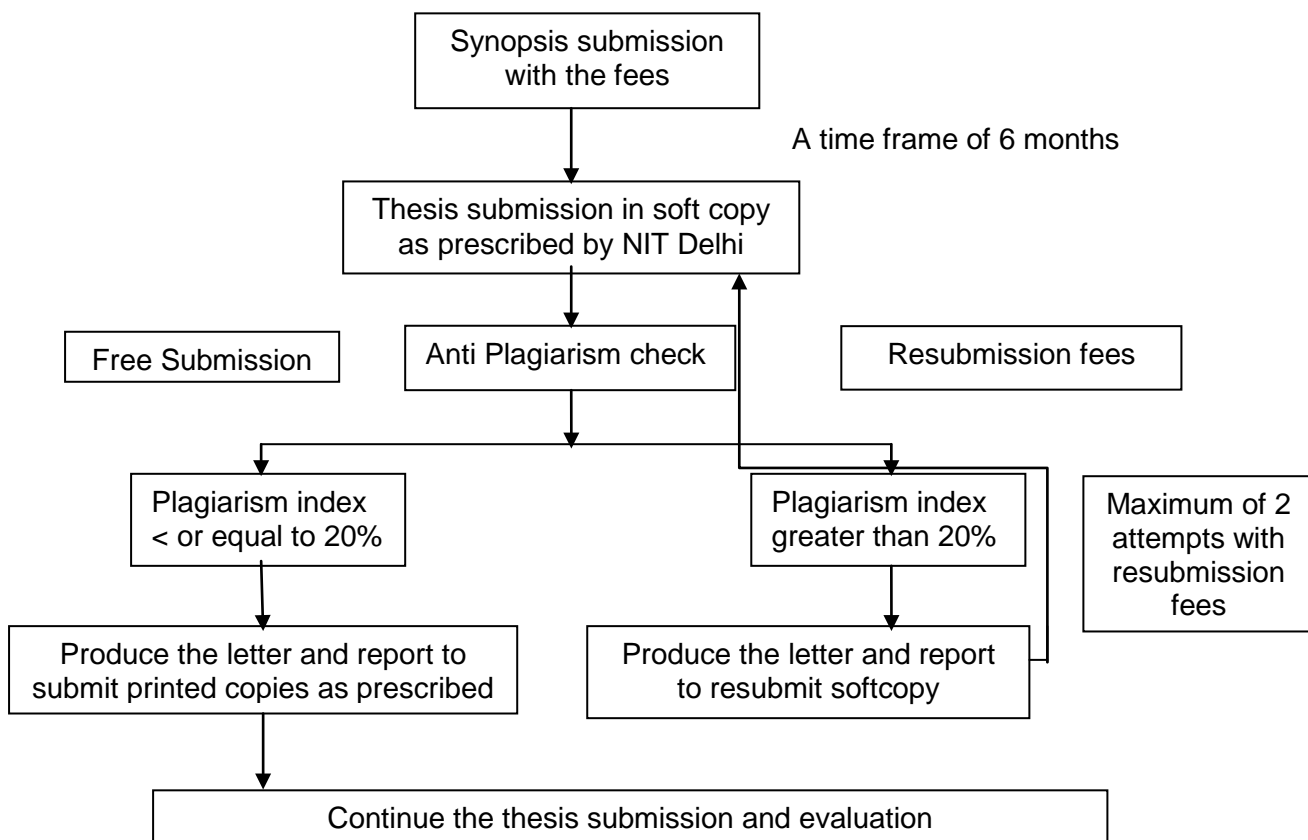 Synopsis submission
with the fees
A time frame of 6 months
Thesis submission in soft copy
as prescribed by NIT Delhi
Free Submission
Anti Plagiarism check
Resubmission fees
Plagiarism index
< or equal to 20%
Plagiarism index
greater than 20%
Maximum of 2
attempts with
resubmission
fees
Produce the letter and report to
submit printed copies as prescribed
Produce the letter and report
to resubmit softcopy
Continue the thesis submission and evaluation